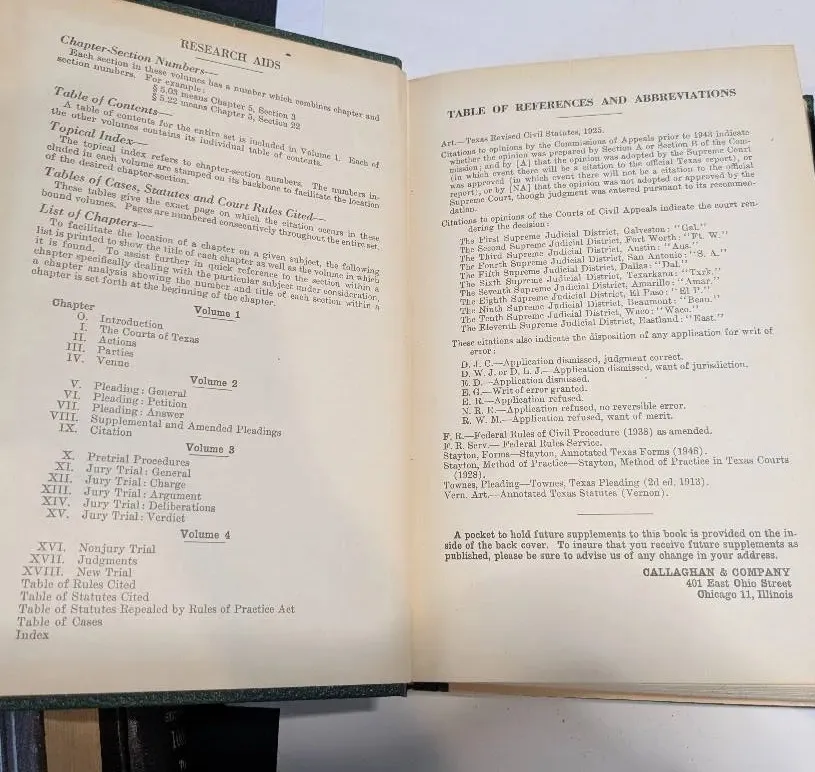 RESEARCH AIDS
Chapter-Section Numbers—
Each section in these volumes has a number which combines chapter and
section numbers. For example:
§ 5.03 means Chapter 5, Section 3
§ 5.22 means Chapter 5, Section 22
Table of Contents—
A table of contents for the entire set is included in Volume 1. Each of
the other volumes contains its individual table of contents.
Topical Index—
The topical index refers to chapter-section numbers. The numbers in-
cluded in each volume are stamped on its backbone to facilitate the location
of the desired chapter-section.
Tables of Cases, Statutes and Court Rules Cited—
These tables give the exact page on which the citation occurs in these
bound volumes. Pages are numbered consecutively throughout the entire set.
List of Chapters—
To facilitate the location of a chapter on a given subject, the following
list is printed to show the title of each chapter as well as the volume in which
it is found. To assist further in quick reference to the section within a
chapter specifically dealing with the particular subject under consideration,
a chapter analysis showing the number and title of each section within a
chapter is set forth at the beginning of the chapter.
Volume 1
Chapter
O. Introduction
I. The Courts of Texas
II. Actions
III. Parties
IV. Venue
Volume 2
V. Pleading: General
VI. Pleading: Petition
VII. Pleading: Answer
VIII. Supplemental and Amended Pleadings
IX. Citation
Volume 3
X. Pretrial Procedures
XI. Jury Trial: General
XII. Jury Trial: Charge
XIII. Jury Trial: Argument
XIV. Jury Trial: Deliberations
XV. Jury Trial: Verdict
Volume 4
XVI. Nonjury Trial
XVII. Judgments
XVIII. New Trial
Table of Rules Cited
Table of Statutes Cited
Table of Statutes Repealed by Rules of Practice Act
Table of Cases
Index
TABLE OF REFERENCES AND ABBREVIATIONS
Art.—Texas Revised Civil Statutes, 1925.
Citations to opinions by the Commissions of Appeals prior to 1943 indicate
whether the opinion was prepared by Section A or Section B of the Com-
mission; and by [A] that the opinion was adopted by the Supreme Court
(in which event there will be a citation to the official Texas report), or
was approved (in which event there will not be a citation to the official
report), or by [NA] that the opinion was not adopted or approved by the
Supreme Court, though judgment was entered pursuant to its recommen-
dation.
Citations to opinions of the Courts of Civil Appeals indicate the court ren-
dering the decision:
The First Supreme Judicial District, Galveston: "Gal."
The Second Supreme Judicial District, Fort Worth: "Ft. W."
The Third Supreme Judicial District, Austin: "Aus."
The Fourth Supreme Judicial District, San Antonio: "S. A."
The Fifth Supreme Judicial District, Dallas: "Dal."
The Sixth Supreme Judicial District, Texarkana: "Tex'k."
The Seventh Supreme Judicial District, Amarillo: "Amar."
The Eighth Supreme Judicial District, El Paso: "El P."
The Ninth Supreme Judicial District, Beaumont: "Beau."
The Tenth Supreme Judicial District, Waco: "Waco."
The Eleventh Supreme Judicial District, Eastland: "East."
These citations also indicate the disposition of any application for writ of
error:
D. J. C.—Application dismissed, judgment correct.
D. W. J. or D. L. J.—Application dismissed, want of jurisdiction.
E. D.—Application dismissed.
E. G.—Writ of error granted.
E. R.—Application refused.
N. R. E.—Application refused, no reversible error.
R. W. M.—Application refused, want of merit.
F. R.—Federal Rules of Civil Procedure (1938) as amended.
F. R. Serv.—Federal Rules Service.
Stayton, Forms—Stayton, Annotated Texas Forms (1948).
Stayton, Method of Practice—Stayton, Method of Practice in Texas Courts
(1928).
Townes, Pleading—Townes, Texas Pleading (2d ed. 1913).
Vern. Art.—Annotated Texas Statutes (Vernon).
A pocket to hold future supplements to this book is provided on the in-
side of the back cover. To insure that you receive future supplements as
published, please be sure to advise us of any change in your address.
CALLAGHAN & COMPANY
401 East Ohio Street
Chicago 11, Illinois